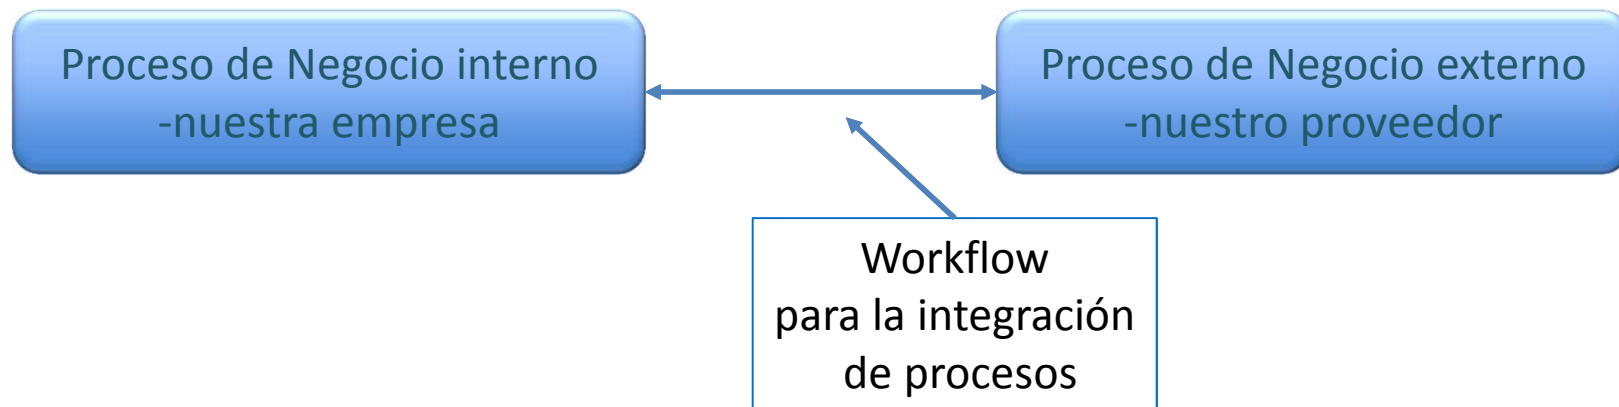 Proceso de Negocio interno
-nuestra empresa
Proceso de Negocio externo
-nuestro proveedor
Workflow
para la integración
de procesos